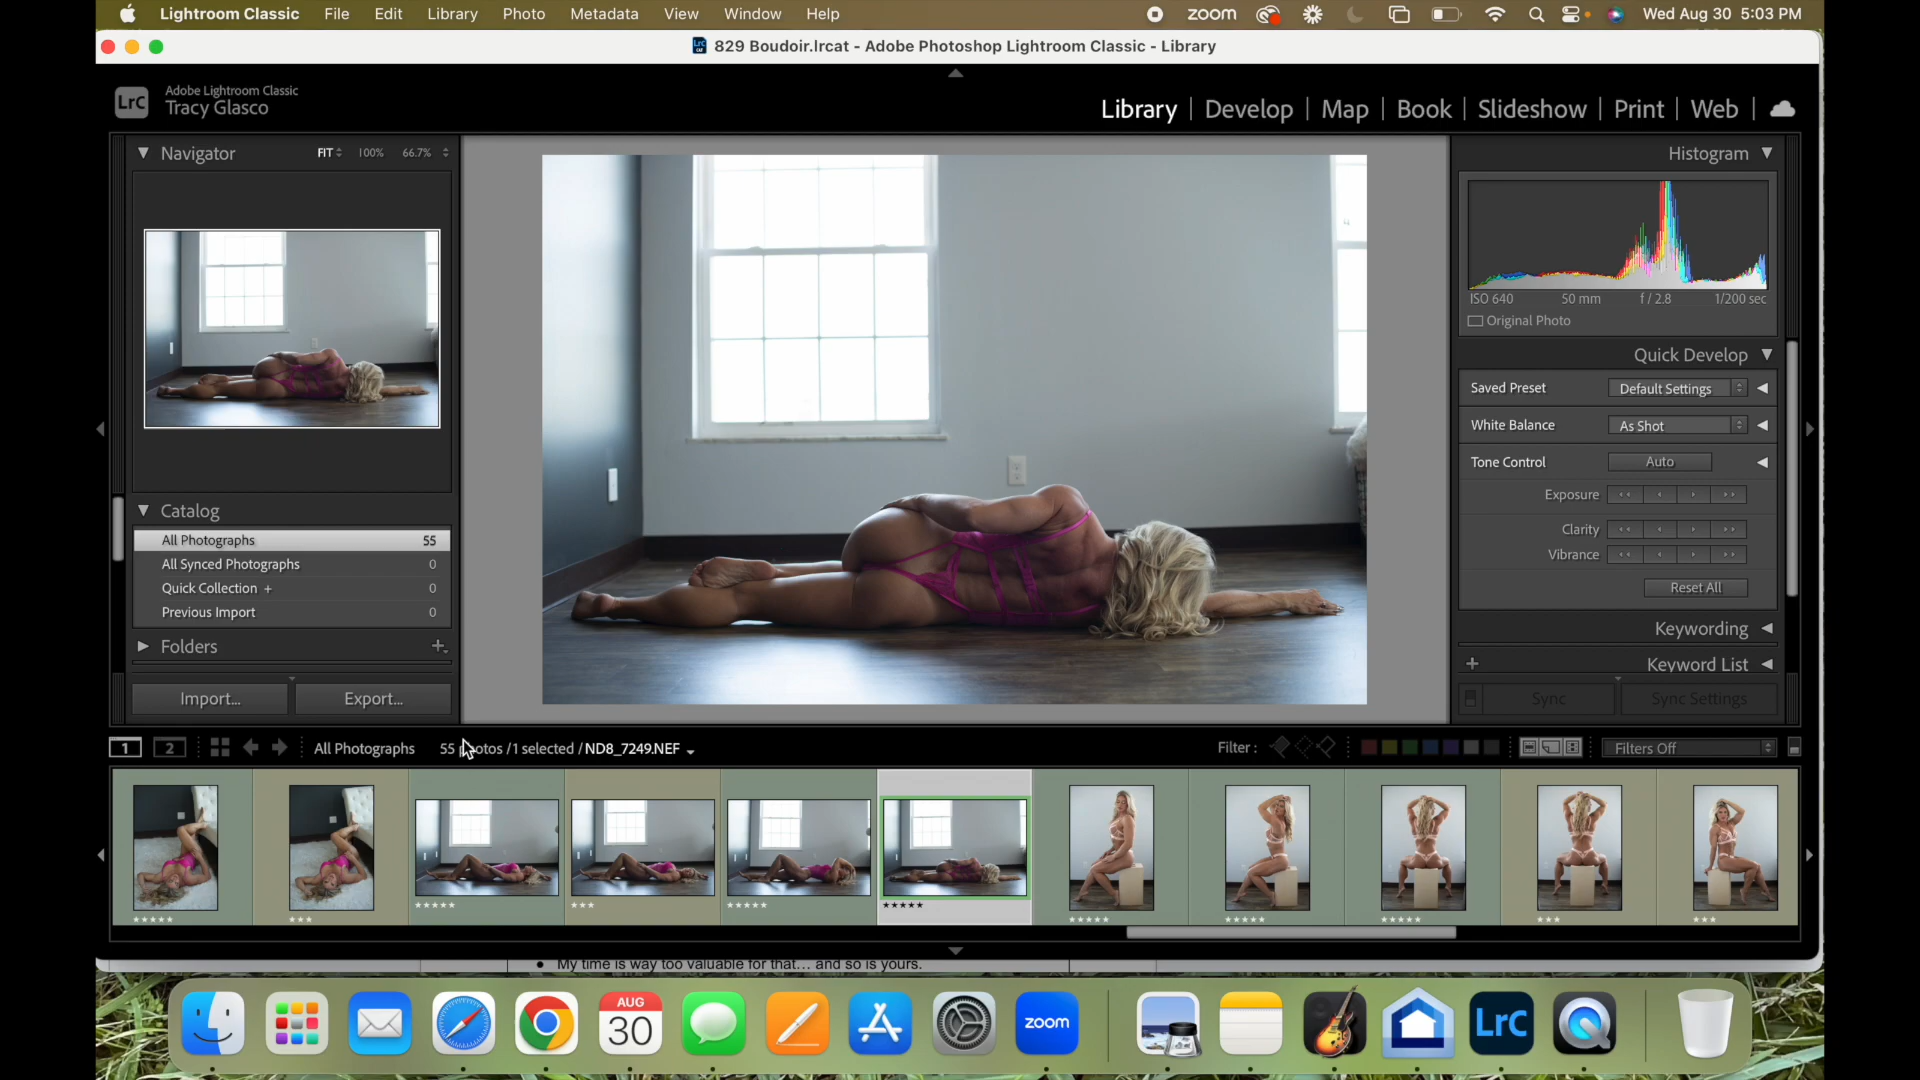 Lightroom Classic File Edit Library Photo Metadata View Window Help zoom Wed Aug 30 5:03 PM
829 Boudoir.lrcat - Adobe Photoshop Lightroom Classic - Library
LrC Adobe Lightroom Classic
Tracy Glasco
Library | Develop | Map | Book | Slideshow | Print | Web |
Navigator FIT 100% 66.7%
Histogram
ISO 640 50 mm f / 2.8 1/200 sec
Original Photo
Quick Develop
Saved Preset Default Settings
White Balance As Shot
Tone Control Auto
Exposure
Clarity
Vibrance
Reset All
Keywording
+ Keyword List
Sync Sync Settings
Catalog
All Photographs 55
All Synced Photographs 0
Quick Collection + 0
Previous Import 0
Folders +
Import... Export...
1 2 All Photographs 55 photos / 1 selected / ND8_7249.NEF Filter : Filters Off
• My time is way too valuable for that... and so is yours.
AUG
30
zoom
LrC